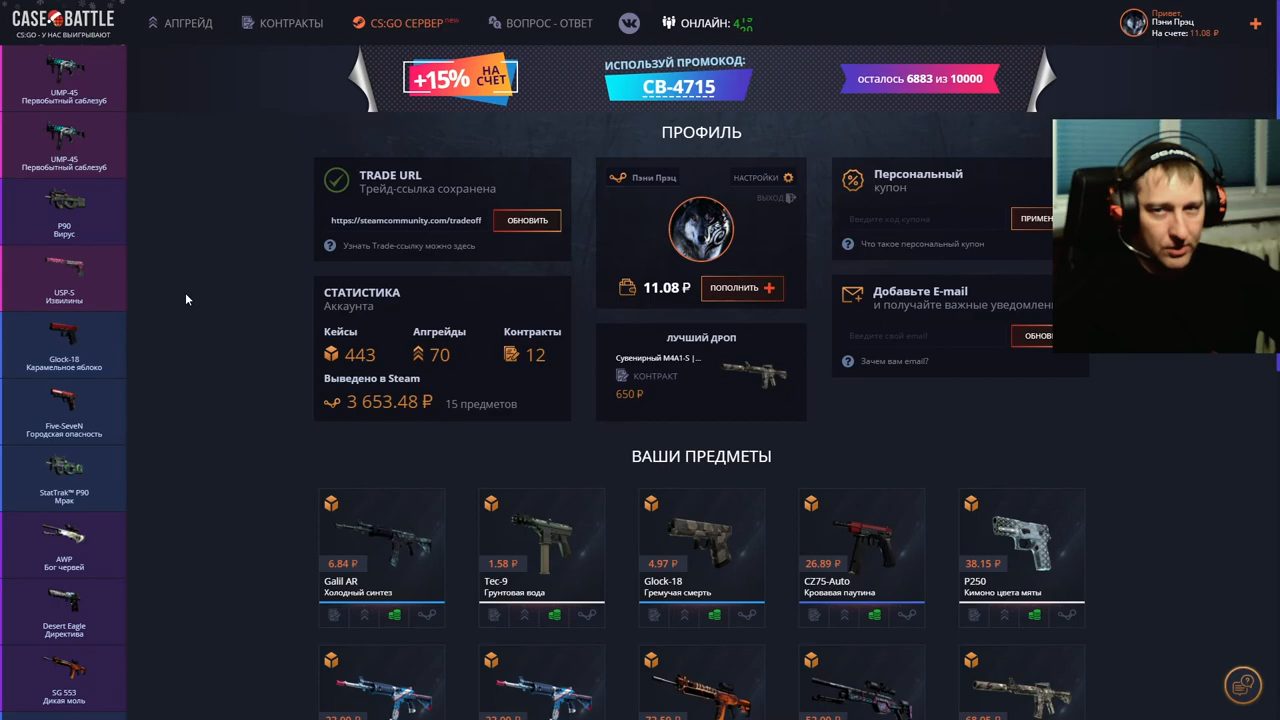 CASE BATTLE
CS:GO - У НАС ВЫИГРЫВАЮТ
АПГРЕЙД
КОНТРАКТЫ
CS:GO СЕРВЕР new
ВОПРОС - ОТВЕТ
ОНЛАЙН:
Привет,
Пэни Прэц
На счете: 11.08 ₽
+15% НА СЧЕТ
ИСПОЛЬЗУЙ ПРОМОКОД:
CB-4715
осталось 6883 из 10000
UMP-45
Первобытный саблезуб
UMP-45
Первобытный саблезуб
P90
Вирус
USP-S
Извилины
Glock-18
Карамельное яблоко
Five-SeveN
Городская опасность
StatTrak™ P90
Мрак
AWP
Бог червей
Desert Eagle
Директива
SG 553
Дикая моль
ПРОФИЛЬ
TRADE URL
Трейд-ссылка сохранена
https://steamcommunity.com/tradeoff
ОБНОВИТЬ
Узнать Trade-ссылку можно здесь
СТАТИСТИКА
Аккаунта
Кейсы
Апгрейды
Контракты
443
70
12
Выведено в Steam
3 653.48 ₽
15 предметов
Пэни Прэц
НАСТРОЙКИ
ВЫХОД
11.08 ₽
ПОПОЛНИТЬ
ЛУЧШИЙ ДРОП
Сувенирный M4A1-S |...
КОНТРАКТ
650 ₽
Персональный
купон
Введите код купона
ПРИМЕН
Что такое персональный купон
Добавьте E-mail
и получайте важные уведомлен
Введите свой email
ОБНОВ
Зачем вам email?
ВАШИ ПРЕДМЕТЫ
6.84 ₽
Galil AR
Холодный синтез
1.58 ₽
Tec-9
Грунтовая вода
4.97 ₽
Glock-18
Гремучая смерть
26.89 ₽
CZ75-Auto
Кровавая паутина
38.15 ₽
P250
Кимоно цвета мяты